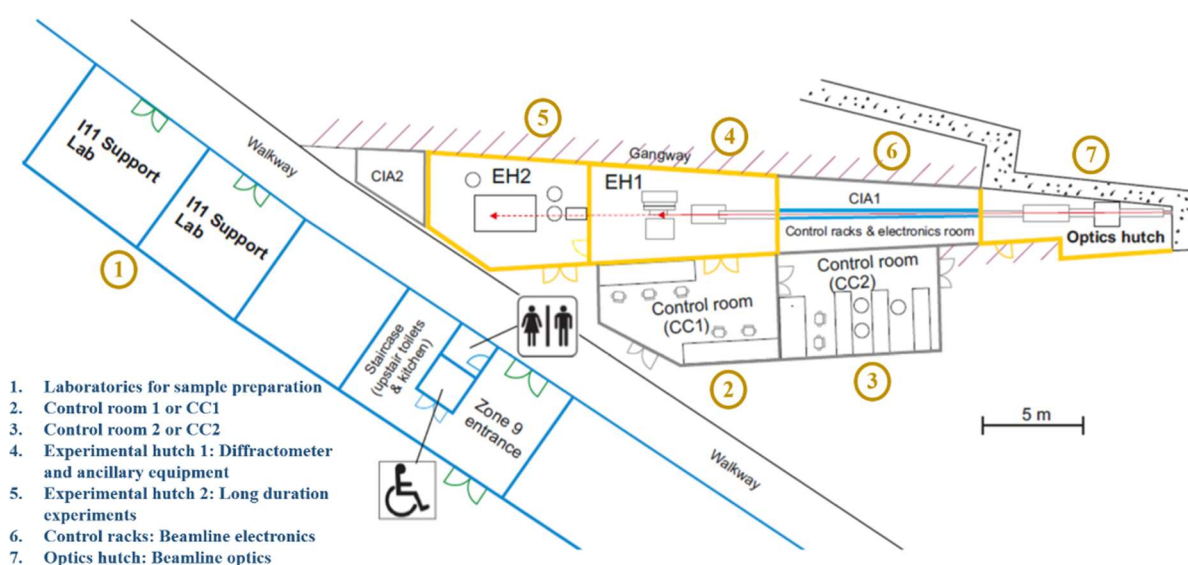 I11 Support
Lab
Walkway
I11 Support
Lab
1
5
Gangway
4
6
7
CIA2
EH2
EH1
CIA1
Control racks & electronics room
Optics hutch
Control room
(CC1)
Control room
(CC2)
2
3
Staircase
(upstair toilets
& kitchen)
Zone 9
entrance
Walkway
5 m
1. Laboratories for sample preparation
2. Control room 1 or CC1
3. Control room 2 or CC2
4. Experimental hutch 1: Diffractometer
and ancillary equipment
5. Experimental hutch 2: Long duration
experiments
6. Control racks: Beamline electronics
7. Optics hutch: Beamline optics